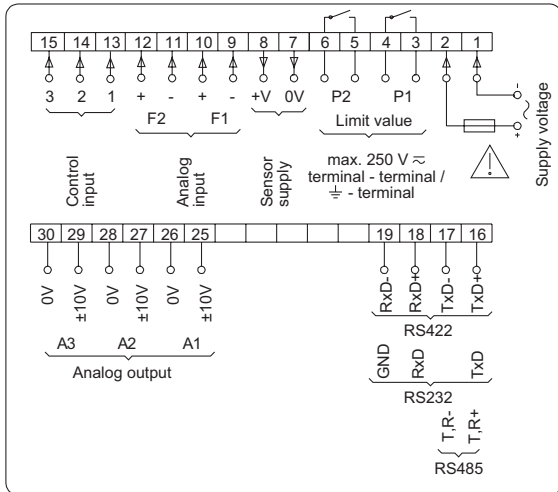 15 14 13 12 11 10 9 8 7 6 5 4 3 2 1
3 2 1 + - + - +V 0V P2 P1 -
F2 F1 Limit value +
Supply voltage
Control input
Analog input
Sensor supply
max. 250 V ⏦
terminal - terminal /
⏚ - terminal
30 29 28 27 26 25 19 18 17 16
0V ±10V 0V ±10V 0V ±10V RxD- RxD+ TxD- TxD+
RS422
A3 A2 A1
Analog output
GND RxD TxD
RS232
T,R- T,R+
RS485